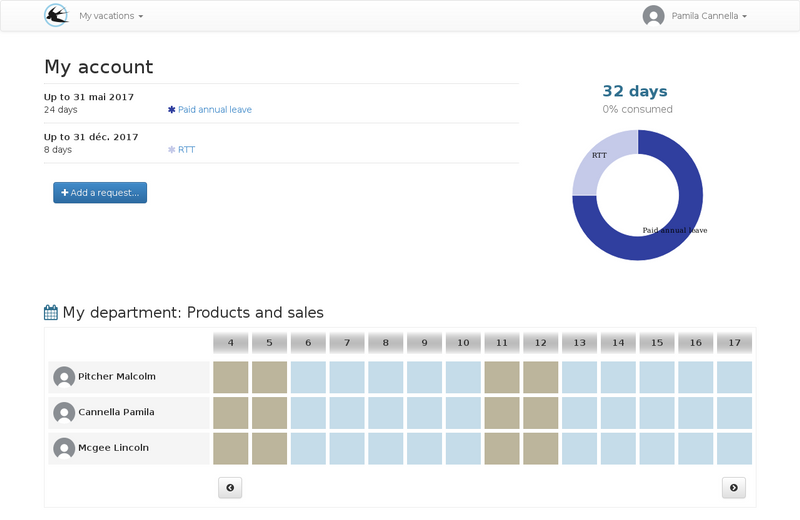 My vacations
Pamila Cannella
My account
Up to 31 mai 2017
24 days
Paid annual leave
Up to 31 déc. 2017
8 days
RTT
Add a request...
32 days
0% consumed
RTT
Paid annual leave
My department: Products and sales
4 5 6 7 8 9 10 11 12 13 14 15 16 17
Pitcher Malcolm
Cannella Pamila
Mcgee Lincoln